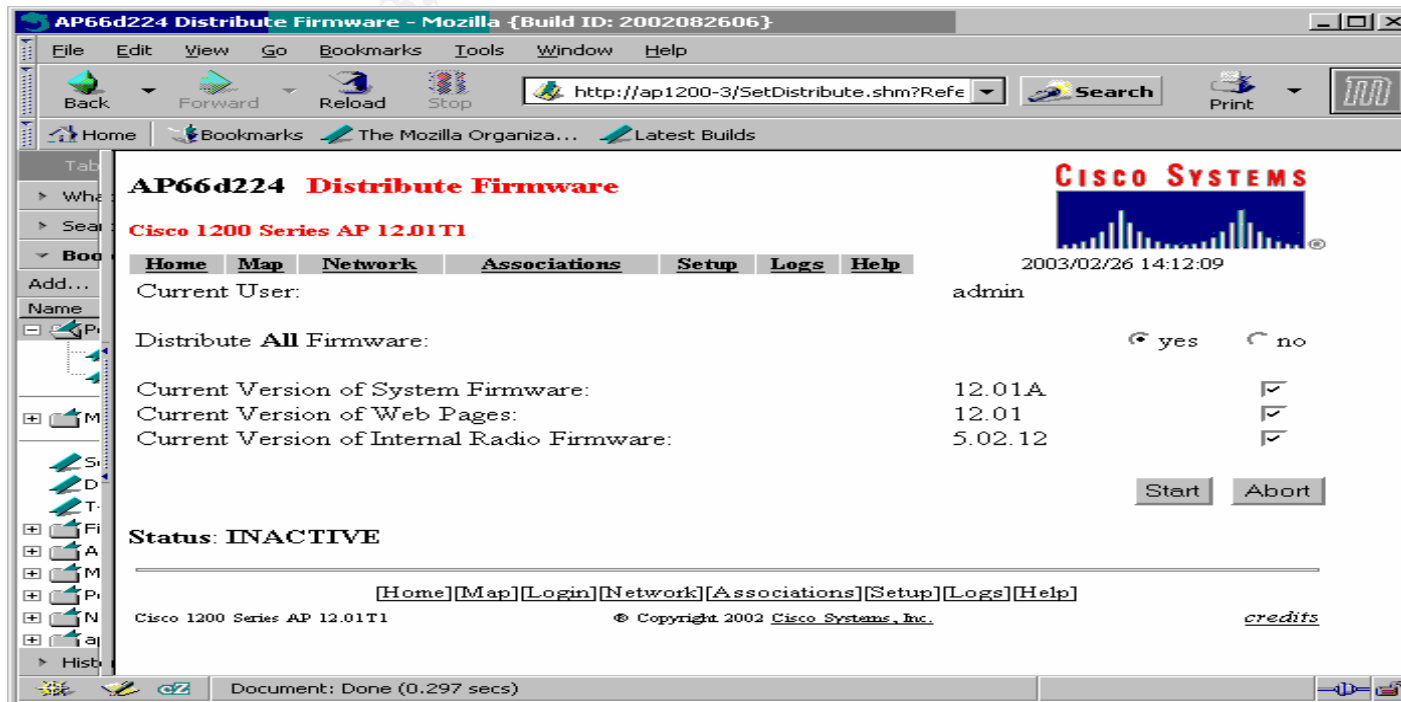 AP66d224 Distribute Firmware - Mozilla {Build ID: 2002082606}
File Edit View Go Bookmarks Tools Window Help
Back Forward Reload Stop http://ap1200-3/SetDistribute.shm?Refe Search Print
Home Bookmarks The Mozilla Organiza... Latest Builds
Tab
AP66d224 Distribute Firmware
CISCO SYSTEMS
Wha
Sear
Cisco 1200 Series AP 12.01T1
®
Boo
Home Map Network Associations Setup Logs Help
2003/02/26 14:12:09
Add...
Current User: admin
Name
Distribute All Firmware: yes no
Current Version of System Firmware: 12.01A
Current Version of Web Pages: 12.01
M
Current Version of Internal Radio Firmware: 5.02.12
D
T
Start Abort
Fi
Status: INACTIVE
A
M
[Home][Map][Login][Network][Associations][Setup][Logs][Help]
N
Cisco 1200 Series AP 12.01T1 © Copyright 2002 Cisco Systems, Inc. credits
Hist
Document: Done (0.297 secs)